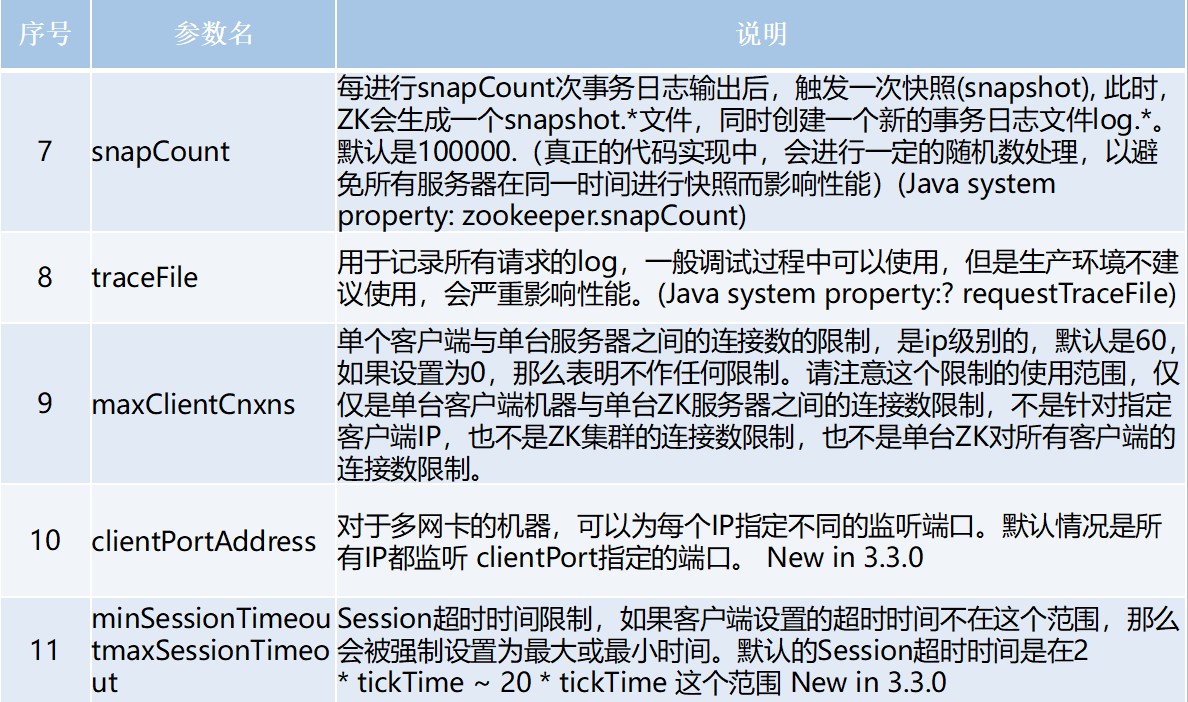 序号 参数名 说明
7 snapCount
每进行snapCount次事务日志输出后，触发一次快照(snapshot), 此时，
ZK会生成一个snapshot.*文件，同时创建一个新的事务日志文件log.*。
默认是100000.（真正的代码实现中，会进行一定的随机数处理，以避
免所有服务器在同一时间进行快照而影响性能）(Java system
property: zookeeper.snapCount)
8 traceFile
用于记录所有请求的log，一般调试过程中可以使用，但是生产环境不建
议使用，会严重影响性能。(Java system property:? requestTraceFile)
9 maxClientCnxns
单个客户端与单台服务器之间的连接数的限制，是ip级别的，默认是60，
如果设置为0，那么表明不作任何限制。请注意这个限制的使用范围，仅
仅是单台客户端机器与单台ZK服务器之间的连接数限制，不是针对指定
客户端IP，也不是ZK集群的连接数限制，也不是单台ZK对所有客户端的
连接数限制。
10 clientPortAddress
对于多网卡的机器，可以为每个IP指定不同的监听端口。默认情况是所
有IP都监听 clientPort指定的端口。 New in 3.3.0
11
minSessionTimeou
tmaxSessionTimeo
ut
Session超时时间限制，如果客户端设置的超时时间不在这个范围，那么
会被强制设置为最大或最小时间。默认的Session超时时间是在2
* tickTime ~ 20 * tickTime 这个范围 New in 3.3.0